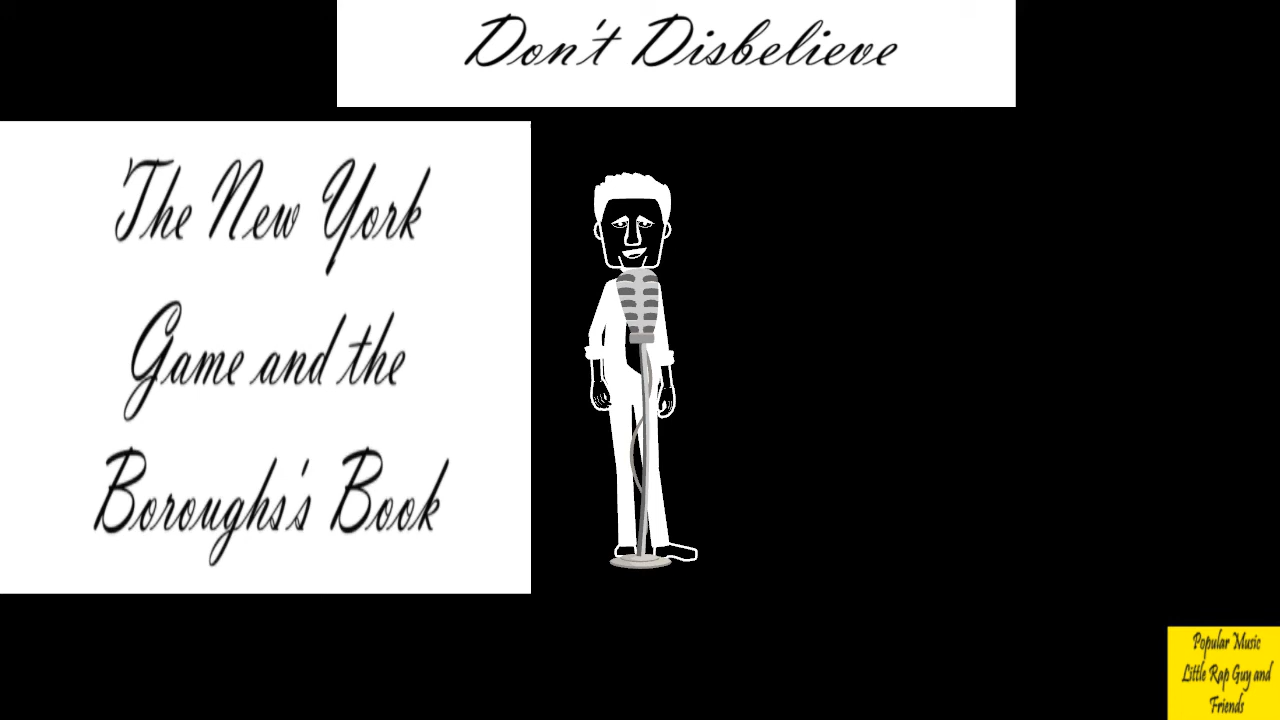 Don't Disbelieve
The New York
Game and the
Boroughs's Book
Popular Music
Little Rap Guy and
Friends